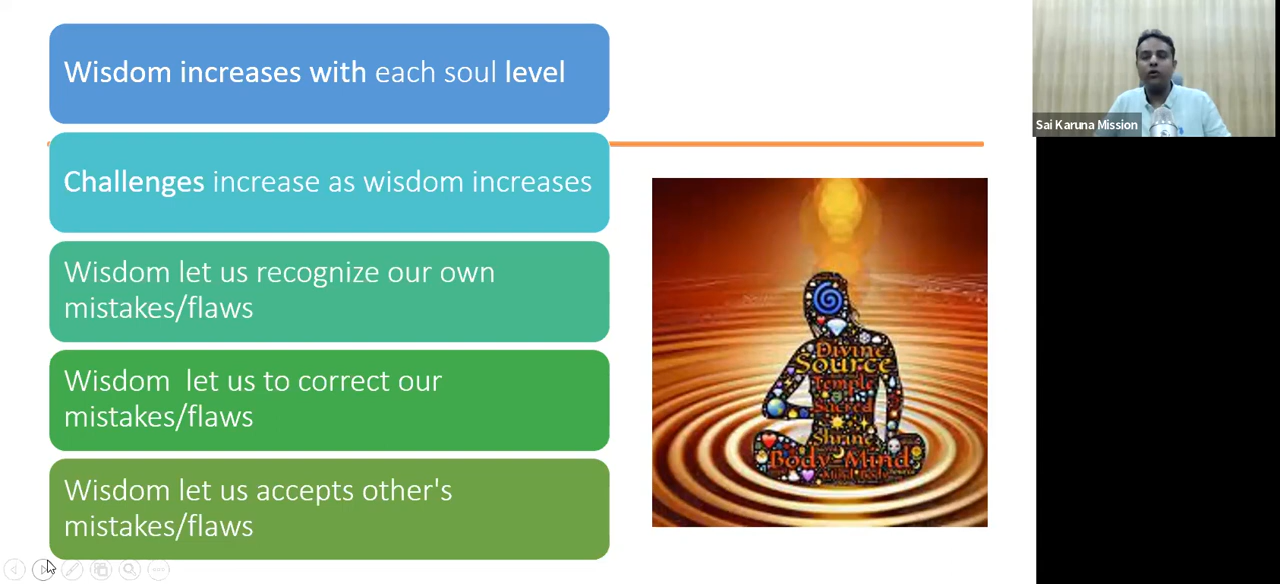 Wisdom increases with each soul level
Challenges increase as wisdom increases
Wisdom let us recognize our own
mistakes/flaws
Wisdom let us to correct our
mistakes/flaws
Wisdom let us accepts other's
mistakes/flaws
Divine
Source
Temple
Sacred
Shrine
Body-Mind
Sai Karuna Mission